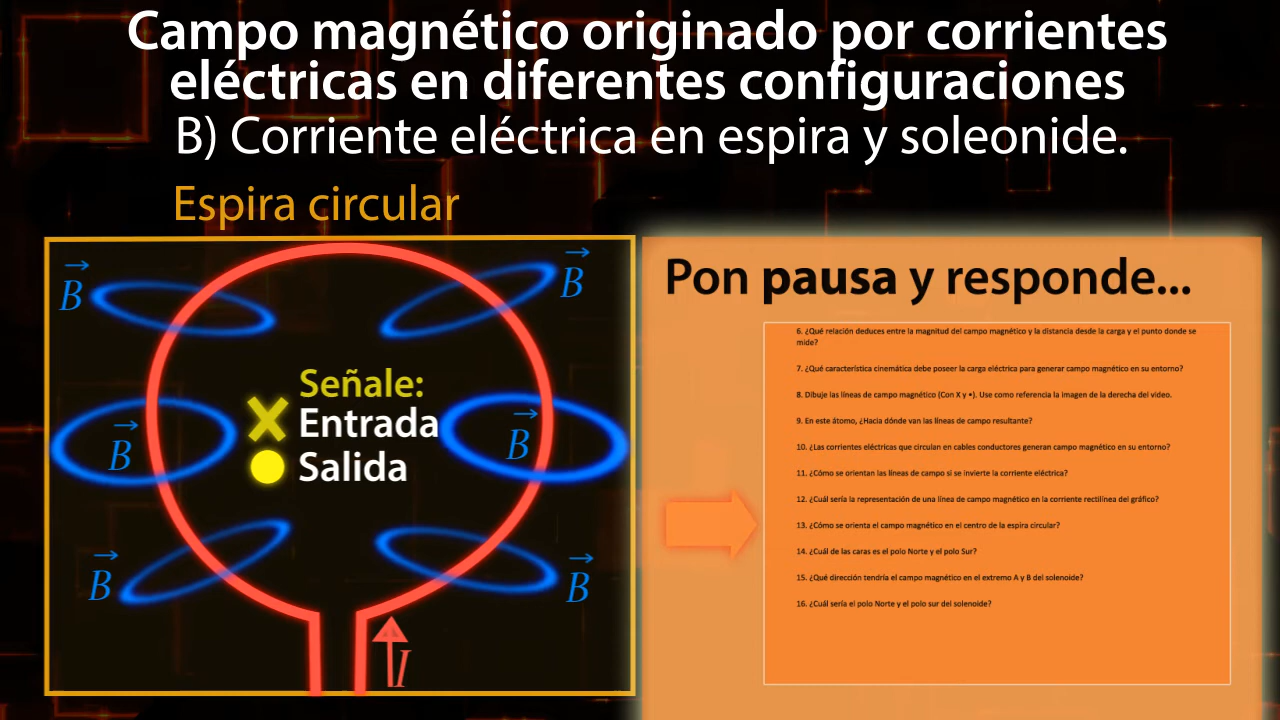 Campo magnético originado por corrientes
eléctricas en diferentes configuraciones
B) Corriente eléctrica en espira y soleonide.
Espira circular
B
B
Señale:
X Entrada
Salida
B
B
B
B
I
Pon pausa y responde...
6. ¿Qué relación deduces entre la magnitud del campo magnético y la distancia desde la carga y el punto donde se
mide?
7. ¿Qué característica cinemática debe poseer la carga eléctrica para generar campo magnético en su entorno?
8. Dibuje las líneas de campo magnético (Con X y •). Use como referencia la imagen de la derecha del video.
9. En este átomo, ¿Hacia dónde van las líneas de campo resultante?
10. ¿Las corrientes eléctricas que circulan en cables conductores generan campo magnético en su entorno?
11. ¿Cómo se orientan las líneas de campo si se invierte la corriente eléctrica?
12. ¿Cuál sería la representación de una línea de campo magnético en la corriente rectilínea del gráfico?
13. ¿Cómo se orienta el campo magnético en el centro de la espira circular?
14. ¿Cuál de las caras es el polo Norte y el polo Sur?
15. ¿Qué dirección tendría el campo magnético en el extremo A y B del solenoide?
16. ¿Cuál sería el polo Norte y el polo sur del solenoide?